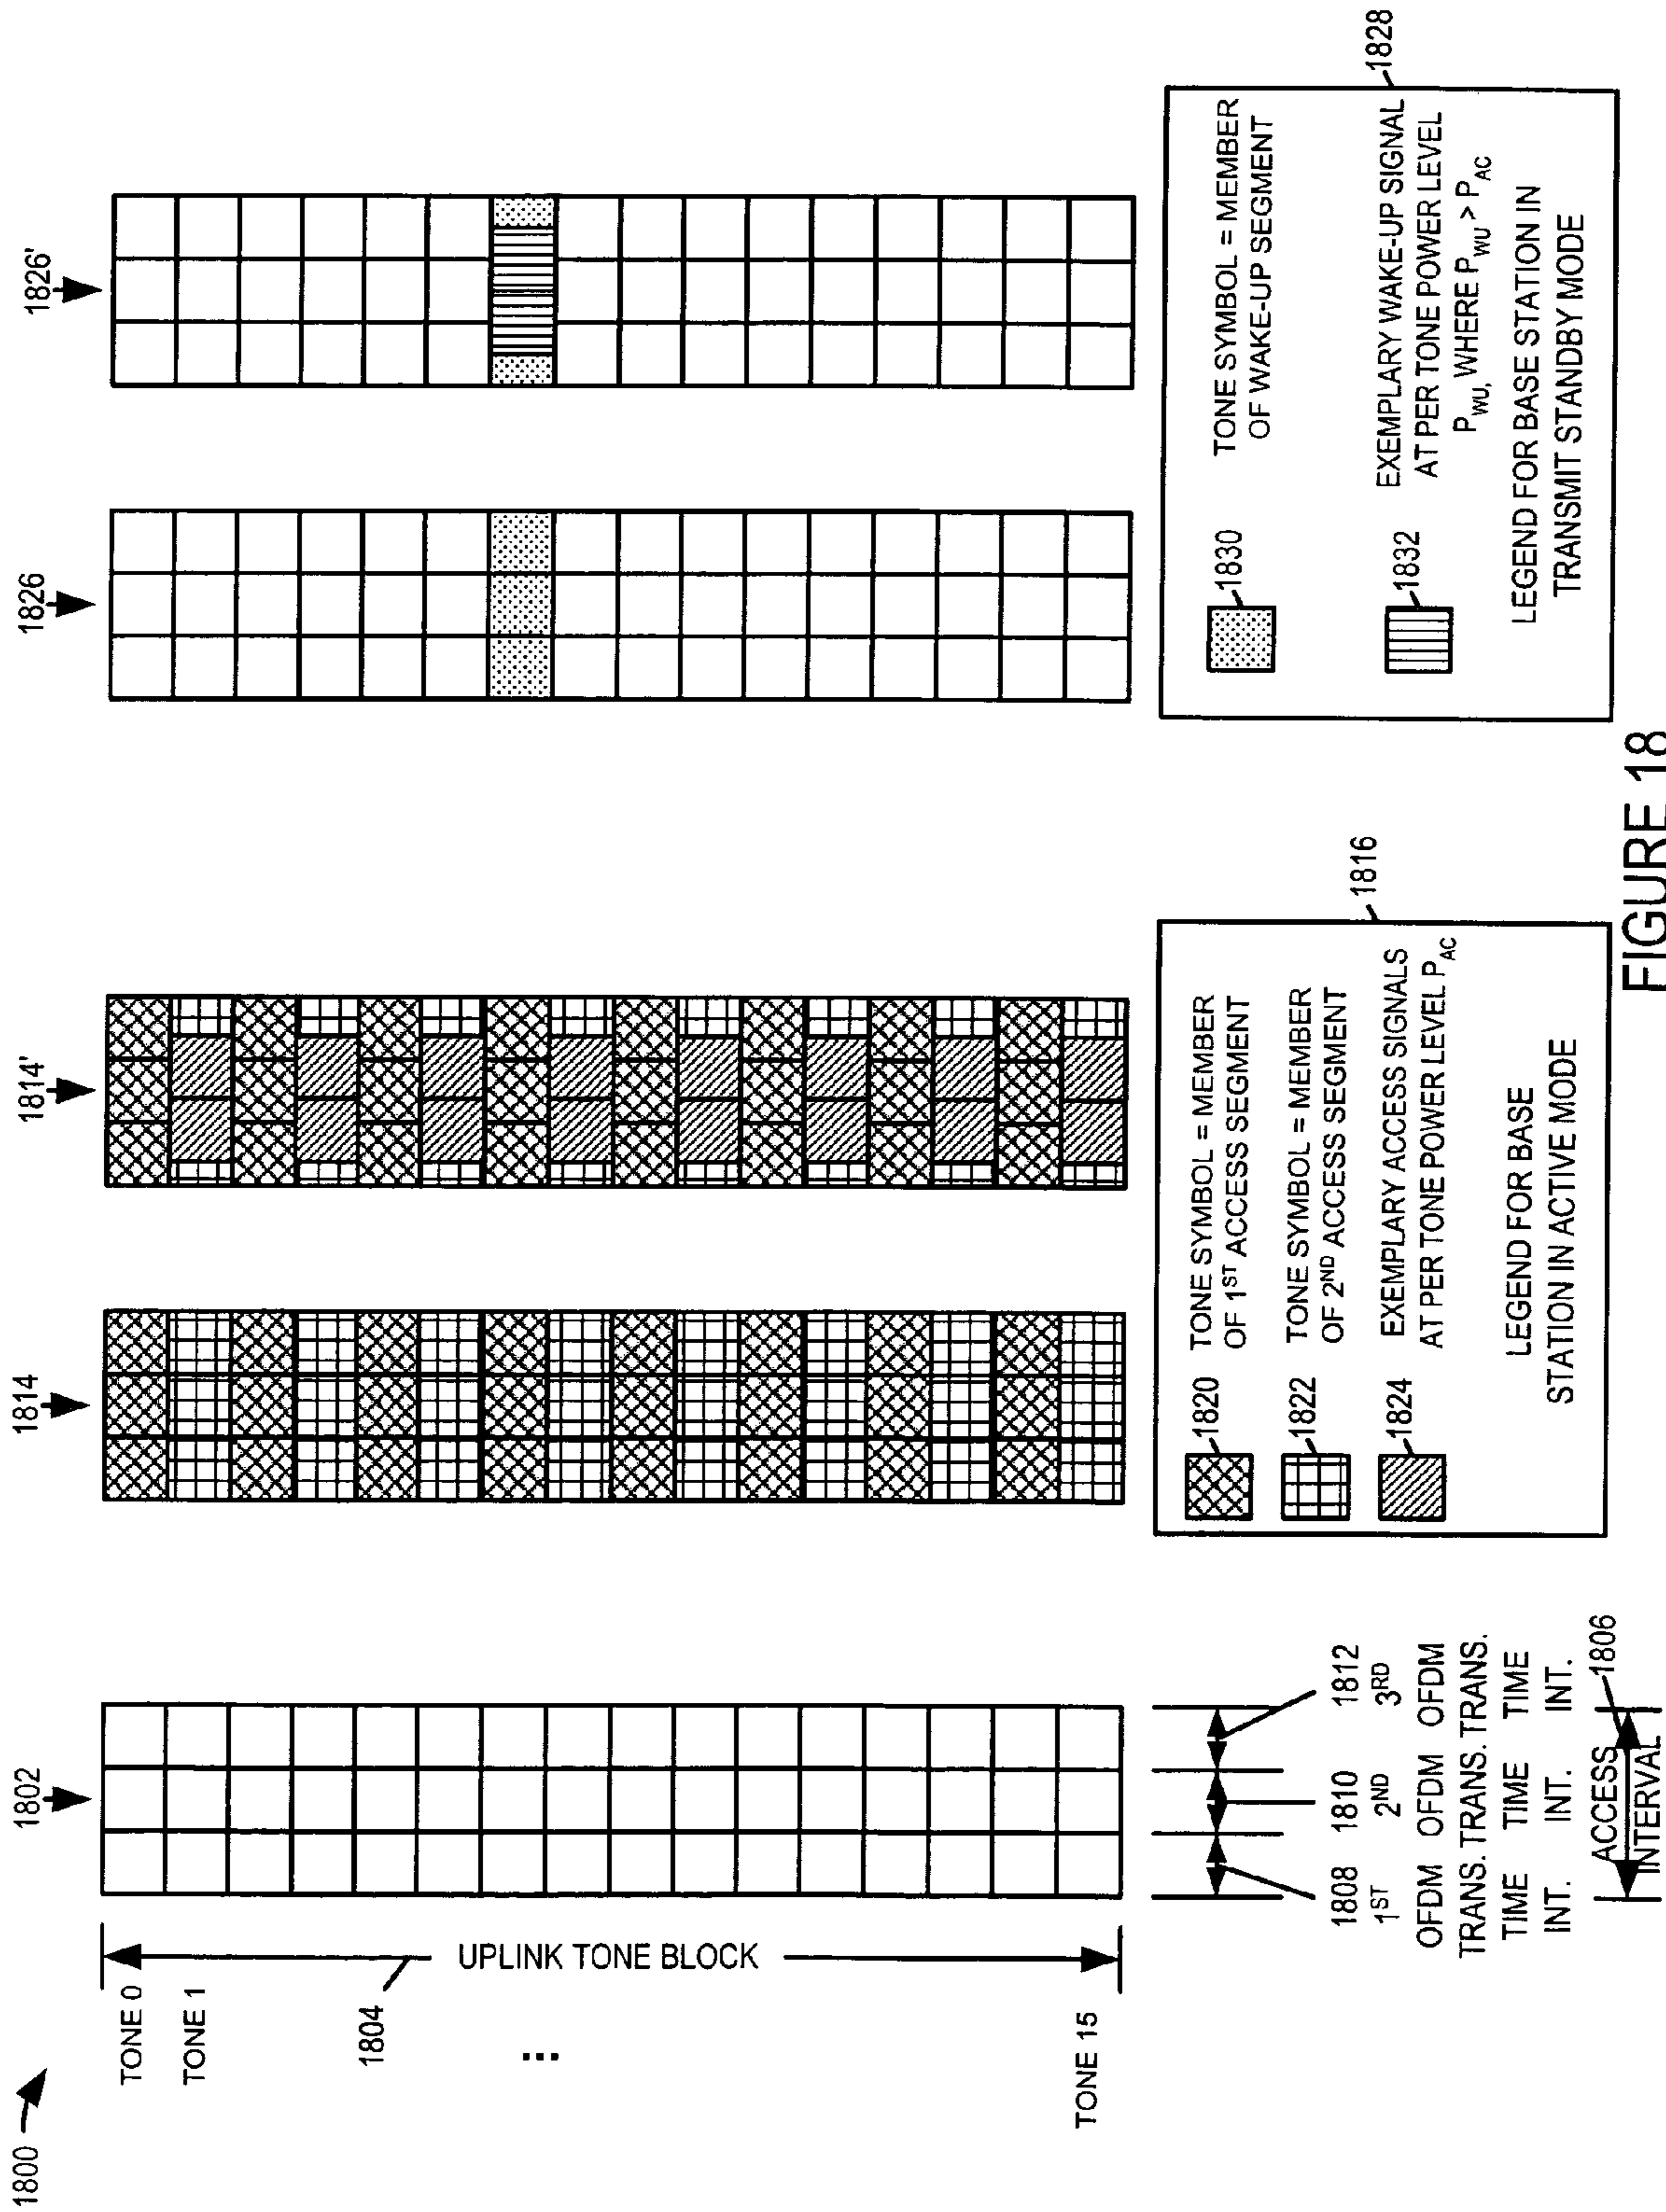 1800
TONE 0
TONE 1
1804
...
TONE 15
UPLINK TONE BLOCK
1802
1808
1ST
OFDM
TRANS.
TIME
INT.
1810
2ND
OFDM
TRANS.
TIME
INT.
1812
3RD
OFDM
TRANS.
TIME
INT.
ACCESS
INTERVAL
1806
1814
1814'
1820
TONE SYMBOL = MEMBER
OF 1ST ACCESS SEGMENT
1822
TONE SYMBOL = MEMBER
OF 2ND ACCESS SEGMENT
1824
EXEMPLARY ACCESS SIGNALS
AT PER TONE POWER LEVEL PAC
LEGEND FOR BASE
STATION IN ACTIVE MODE
1816
1826
1826'
1830
TONE SYMBOL = MEMBER
OF WAKE-UP SEGMENT
1832
EXEMPLARY WAKE-UP SIGNAL
AT PER TONE POWER LEVEL
PWU, WHERE PWU > PAC
LEGEND FOR BASE STATION IN
TRANSMIT STANDBY MODE
1828
FIGURE 18